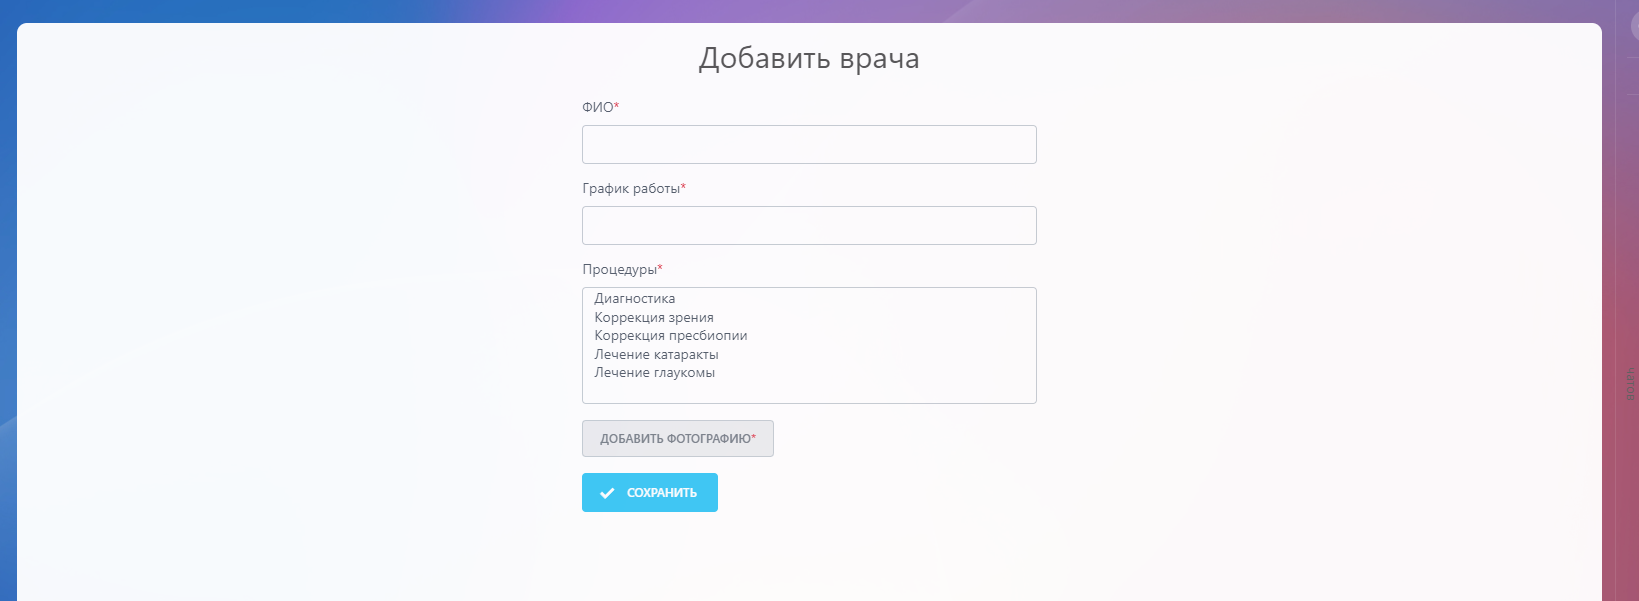 Добавить врача
ФИО*
График работы*
Процедуры*
Диагностика
Коррекция зрения
Коррекция пресбиопии
Лечение катаракты
Лечение глаукомы
ДОБАВИТЬ ФОТОГРАФИЮ*
СОХРАНИТЬ